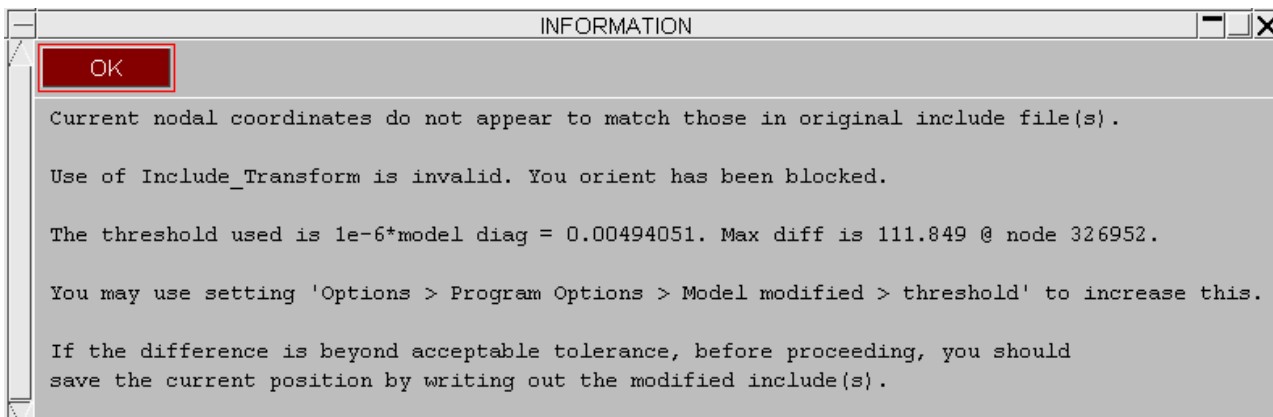 INFORMATION
OK
Current nodal coordinates do not appear to match those in original include file(s).
Use of Include_Transform is invalid. You orient has been blocked.
The threshold used is 1e-6*model diag = 0.00494051. Max diff is 111.849 @ node 326952.
You may use setting 'Options > Program Options > Model modified > threshold' to increase this.
If the difference is beyond acceptable tolerance, before proceeding, you should
save the current position by writing out the modified include(s).